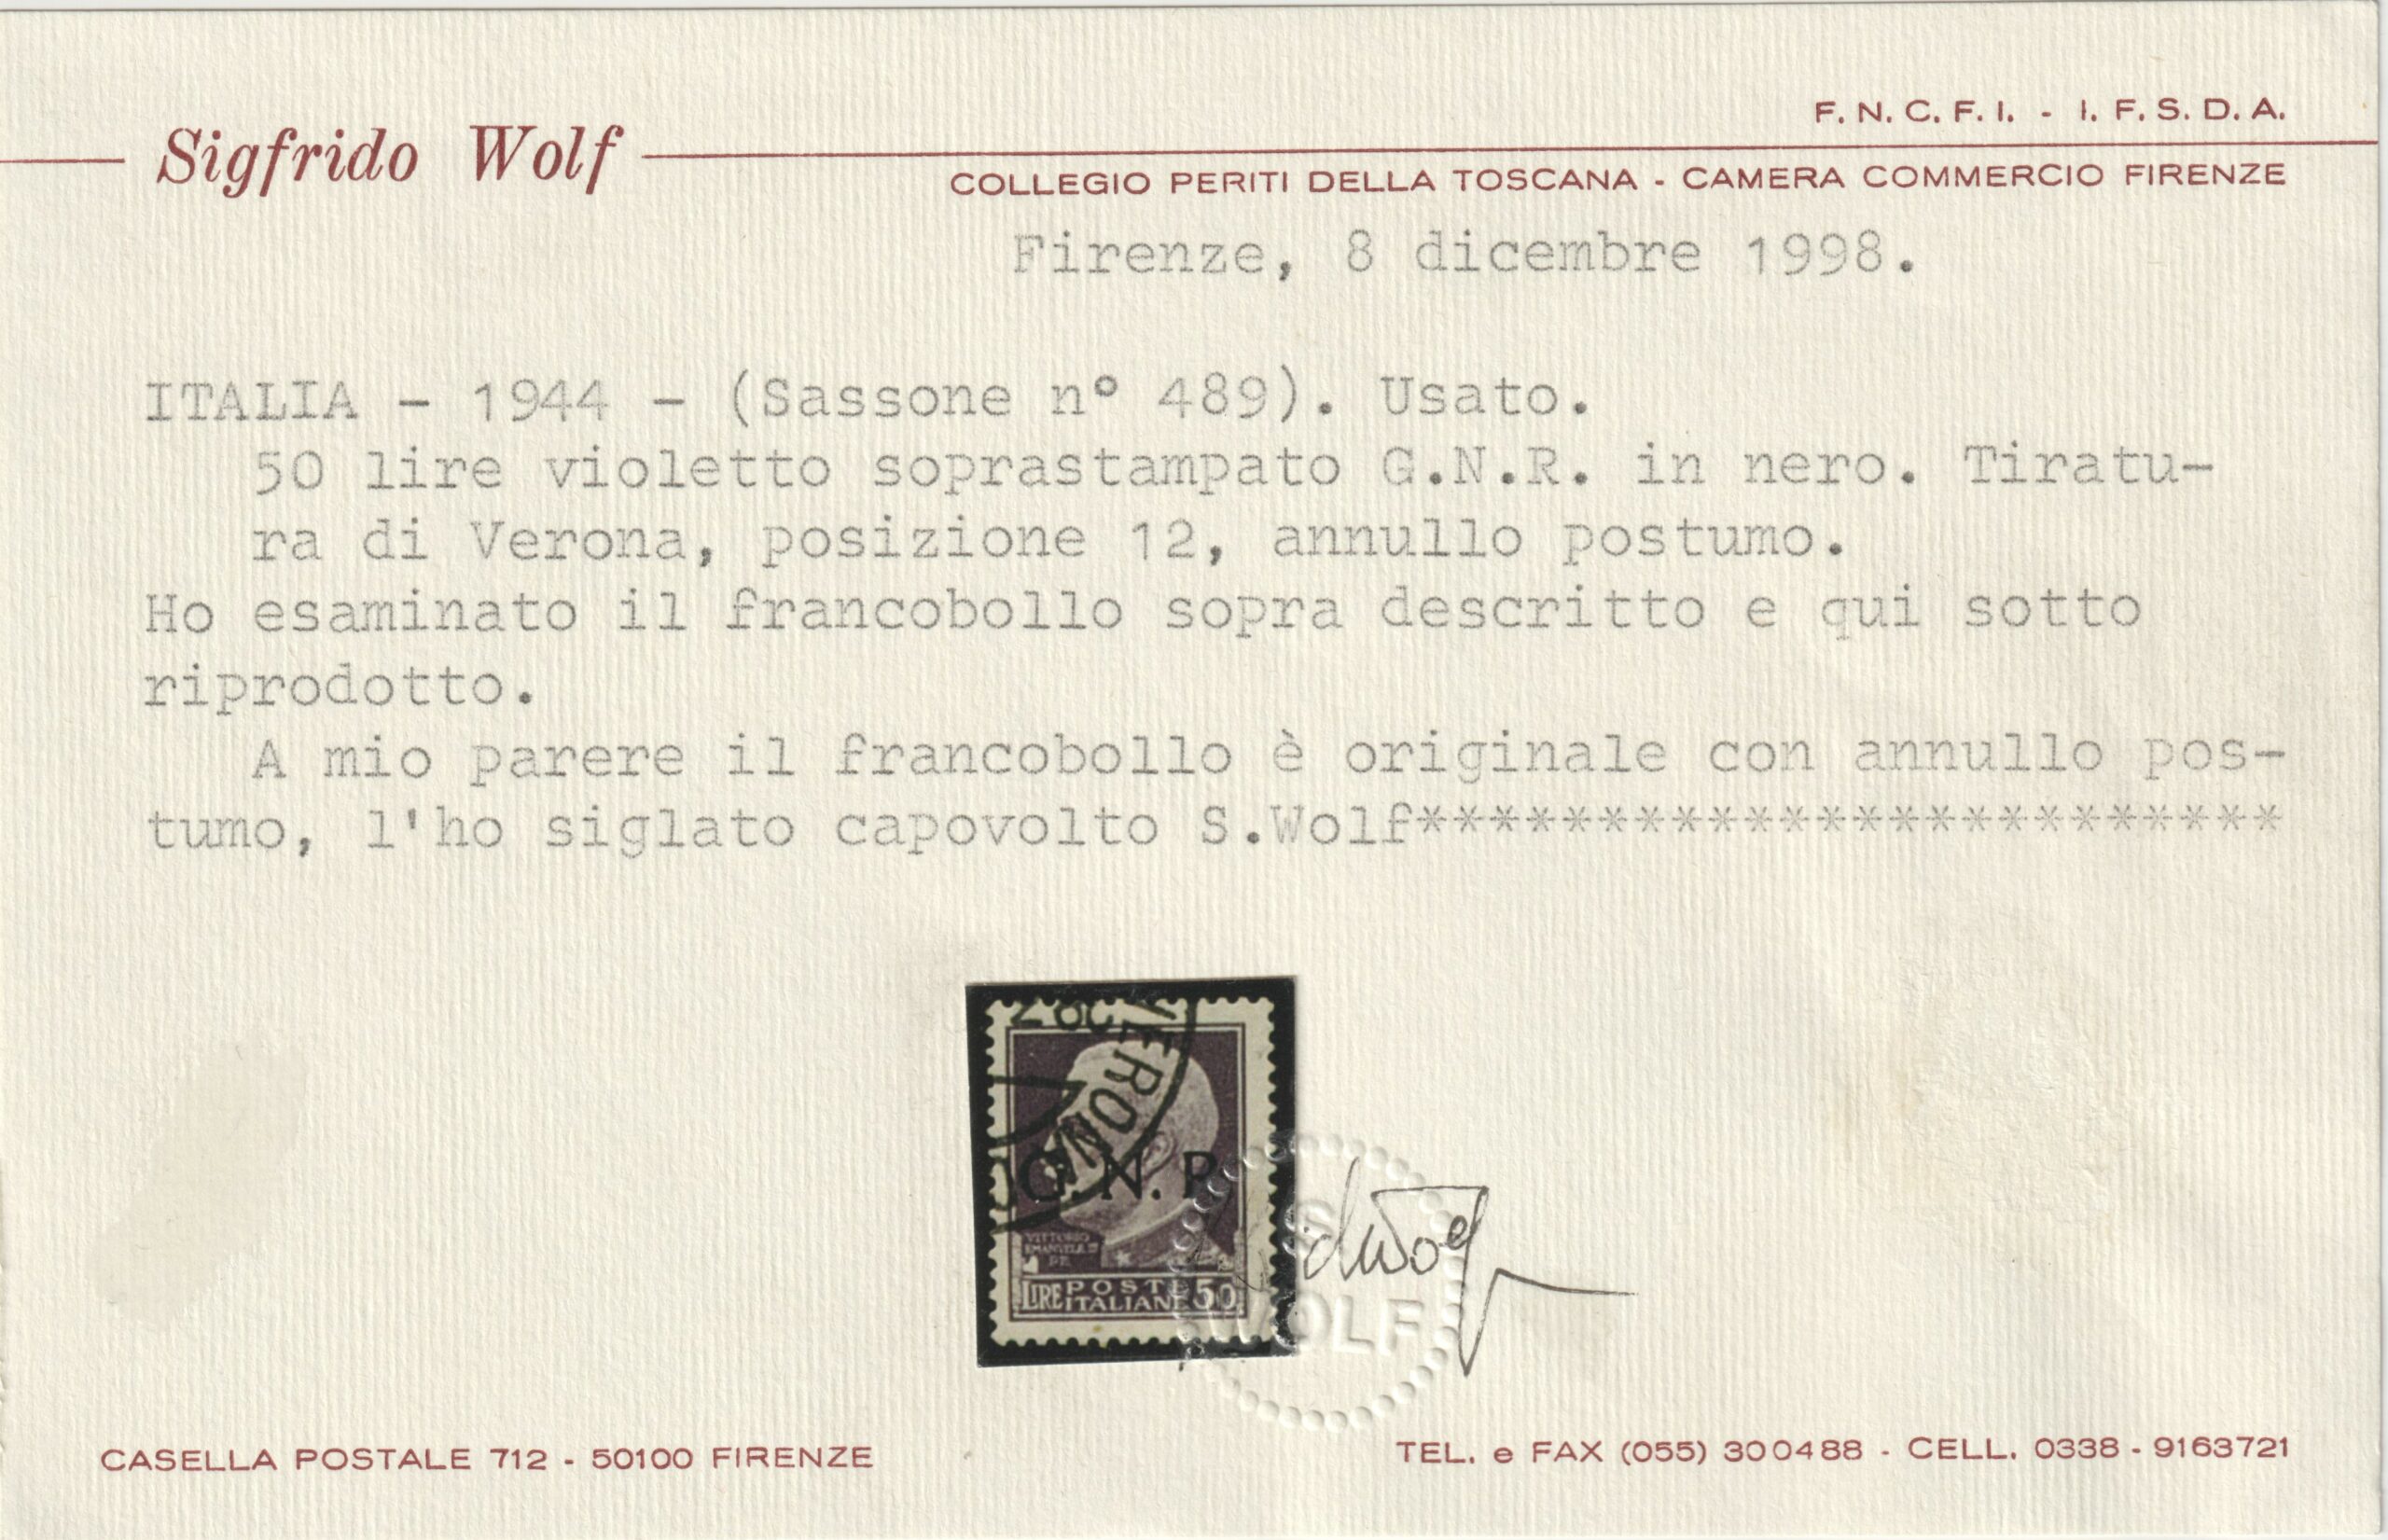 Sigfrido Wolf
F. N. C. F. I. - I. F. S. D. A.
COLLEGIO PERITI DELLA TOSCANA - CAMERA COMMERCIO FIRENZE
Firenze, 8 dicembre 1998.
ITALIA - 1944 - (Sassone n° 489). Usato.
50 lire violetto soprastampato G.N.R. in nero. Tiratu-
ra di Verona, posizione 12, annullo postumo.
Ho esaminato il francobollo sopra descritto e qui sotto
riprodotto.
A mio parere il francobollo è originale con annullo pos-
tumo, l'ho siglato capovolto S.Wolf************************
VERONA
G.N.R
VITTORIO
EMANVELE III
RE
LIRE POSTE 50
ITALIANE
S
WOLF
CASELLA POSTALE 712 - 50100 FIRENZE
TEL. e FAX (055) 300488 - CELL. 0338 - 9163721